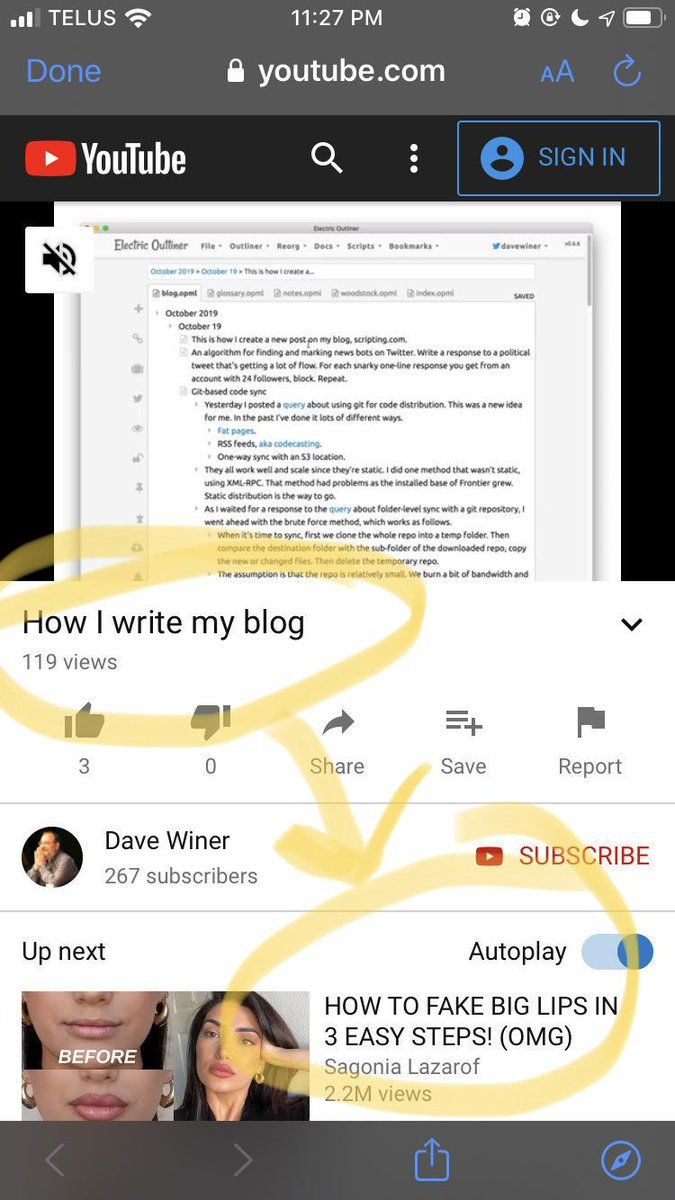 TELUS 11:27 PM
Done youtube.com AA
YouTube SIGN IN
Electric Outliner
Electric Outliner File Outliner Reorg Docs Scripts Bookmarks davewiner v0.6.6
October 2019 > October 19 > This is how I create a...
blog.opml glossary.opml notes.opml woodstock.opml index.opml SAVED
October 2019
October 19
This is how I create a new post on my blog, scripting.com.
An algorithm for finding and marking news bots on Twitter. Write a response to a political
tweet that's getting a lot of flow. For each snarky one-line response you get from an
account with 24 followers, block. Repeat.
Git-based code sync
Yesterday I posted a query about using git for code distribution. This was a new idea
for me. In the past I've done it lots of different ways.
Fat pages.
RSS feeds, aka codecasting.
One-way sync with an S3 location.
They all work well and scale since they're static. I did one method that wasn't static,
using XML-RPC. That method had problems as the installed base of Frontier grew.
Static distribution is the way to go.
As I waited for a response to the query about folder-level sync with a git repository, I
went ahead with the brute force method, which works as follows.
When it's time to sync, first we clone the whole repo into a temp folder. Then
compare the destination folder with the sub-folder of the downloaded repo, copy
the new or changed files. Then delete the temporary repo.
The assumption is that the repo is relatively small. We burn a bit of bandwidth and
How I write my blog
119 views
3 0 Share Save Report
Dave Winer
267 subscribers
SUBSCRIBE
Up next Autoplay
BEFORE
HOW TO FAKE BIG LIPS IN
3 EASY STEPS! (OMG)
Sagonia Lazarof
2.2M views